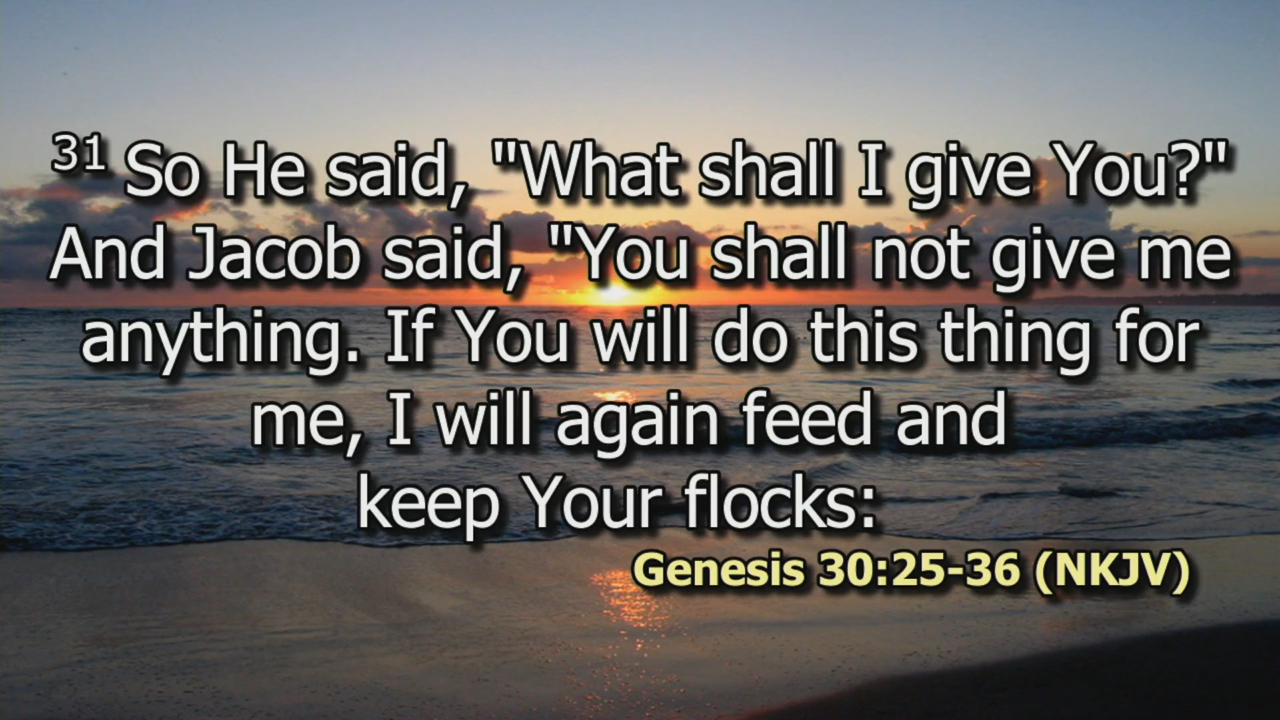 31 So He said, "What shall I give You?"
And Jacob said, "You shall not give me
anything. If You will do this thing for
me, I will again feed and
keep Your flocks:
Genesis 30:25-36 (NKJV)